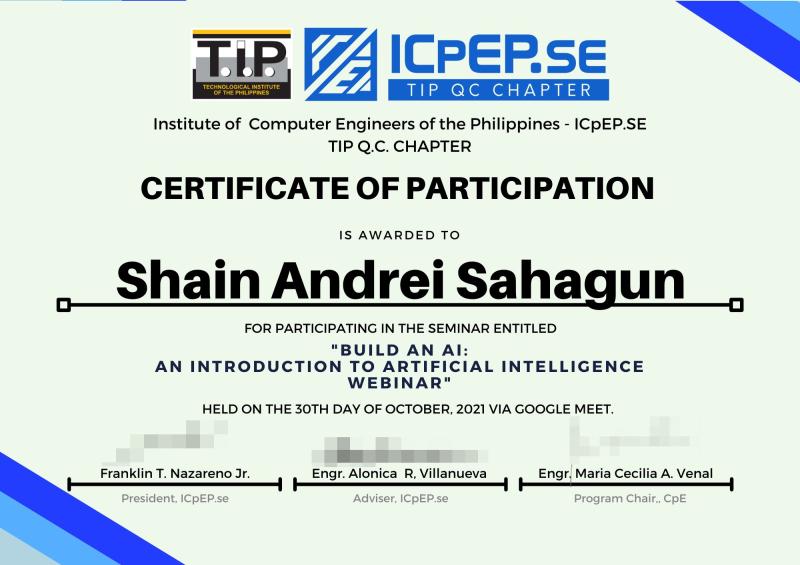 TiP
TECHNOLOGICAL INSTITUTE
OF THE PHILIPPINES
ICpEP.SE
TIP QC CHAPTER
Institute of Computer Engineers of the Philippines - ICpEP.SE
TIP Q.C. CHAPTER
CERTIFICATE OF PARTICIPATION
IS AWARDED TO
Shain Andrei Sahagun
FOR PARTICIPATING IN THE SEMINAR ENTITLED
"BUILD AN AI:
AN INTRODUCTION TO ARTIFICIAL INTELLIGENCE
WEBINAR"
HELD ON THE 30TH DAY OF OCTOBER, 2021 VIA GOOGLE MEET.
Franklin T. Nazareno Jr. Engr. Alonica R, Villanueva Engr. Maria Cecilia A. Venal
President, ICpEP.se Adviser, ICpEP.se Program Chair,, CpE